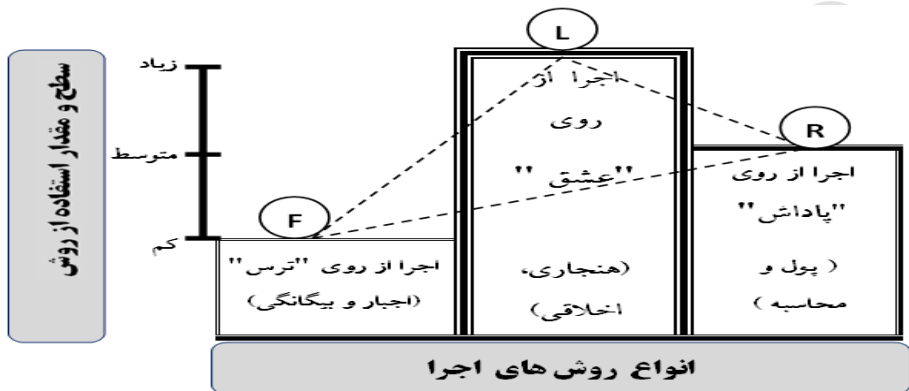 سطح و مقدار استفاده از روش
زیاد
متوسط
کم
L
اجرا از
روی
"عشق"
(هنجاری،
اخلاقی)
R
اجرا از روی
"پاداش"
( پول و
محاسبه )
F
اجرا از روی "ترس"
(اجبار و بیگانگی)
انواع روش های اجرا